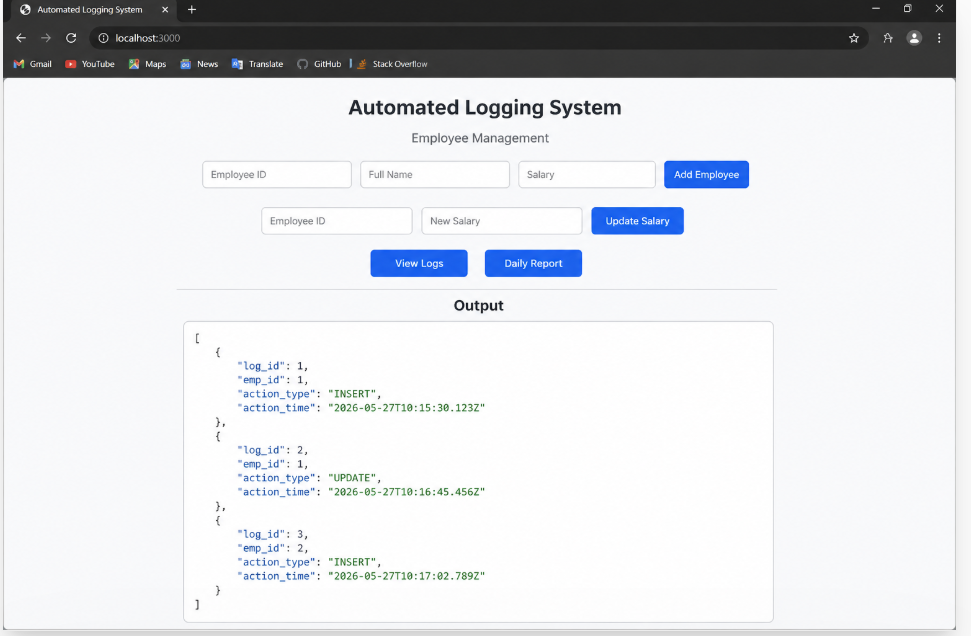 Automated Logging System
localhost:3000
Gmail YouTube Maps News Translate GitHub Stack Overflow
Automated Logging System
Employee Management
Employee ID Full Name Salary Add Employee
Employee ID New Salary Update Salary
View Logs Daily Report
Output
[
{
"log_id": 1,
"emp_id": 1,
"action_type": "INSERT",
"action_time": "2026-05-27T10:15:30.123Z"
},
{
"log_id": 2,
"emp_id": 1,
"action_type": "UPDATE",
"action_time": "2026-05-27T10:16:45.456Z"
},
{
"log_id": 3,
"emp_id": 2,
"action_type": "INSERT",
"action_time": "2026-05-27T10:17:02.789Z"
}
]